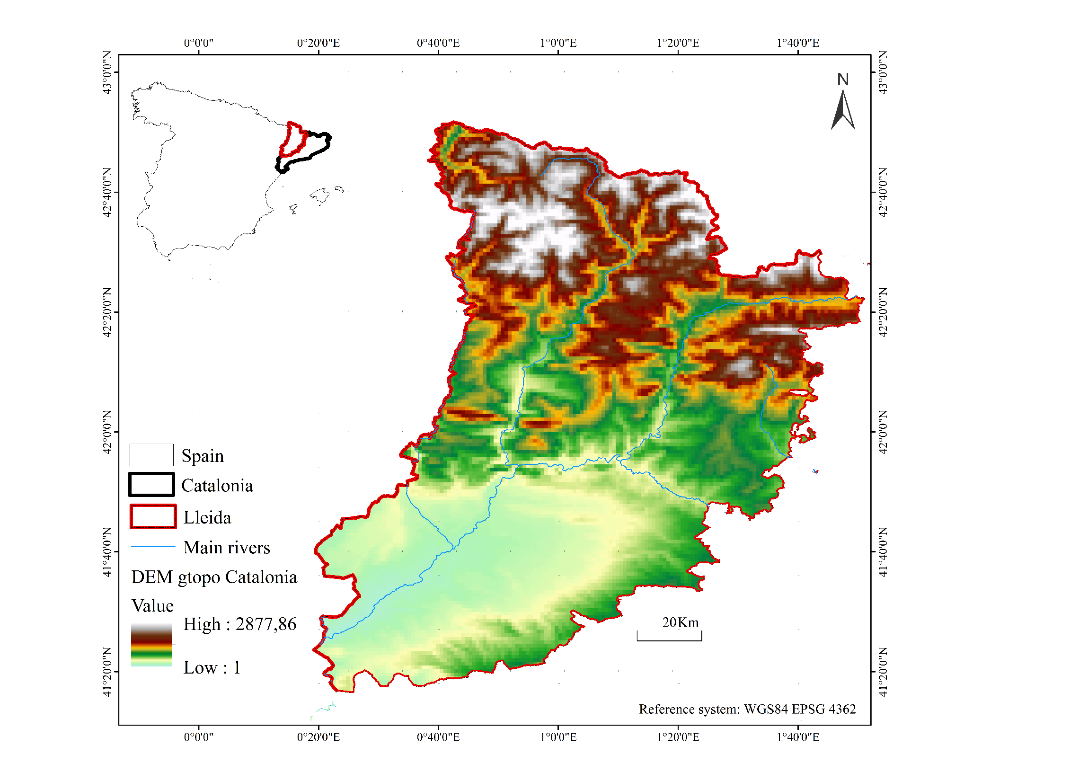 0°0'0" 0°20'0"E 0°40'0"E 1°0'0"E 1°20'0"E 1°40'0"E
43°0'0"N 43°0'0"N
N
42°40'0"N 42°40'0"N
42°20'0"N 42°20'0"N
42°0'0"N 42°0'0"N
Spain
Catalonia
Lleida
Main rivers
41°40'0"N 41°40'0"N
DEM gtopo Catalonia
Value
High : 2877,86
20Km
Low : 1
41°20'0"N 41°20'0"N
Reference system: WGS84 EPSG 4362
0°0'0" 0°20'0"E 0°40'0"E 1°0'0"E 1°20'0"E 1°40'0"E